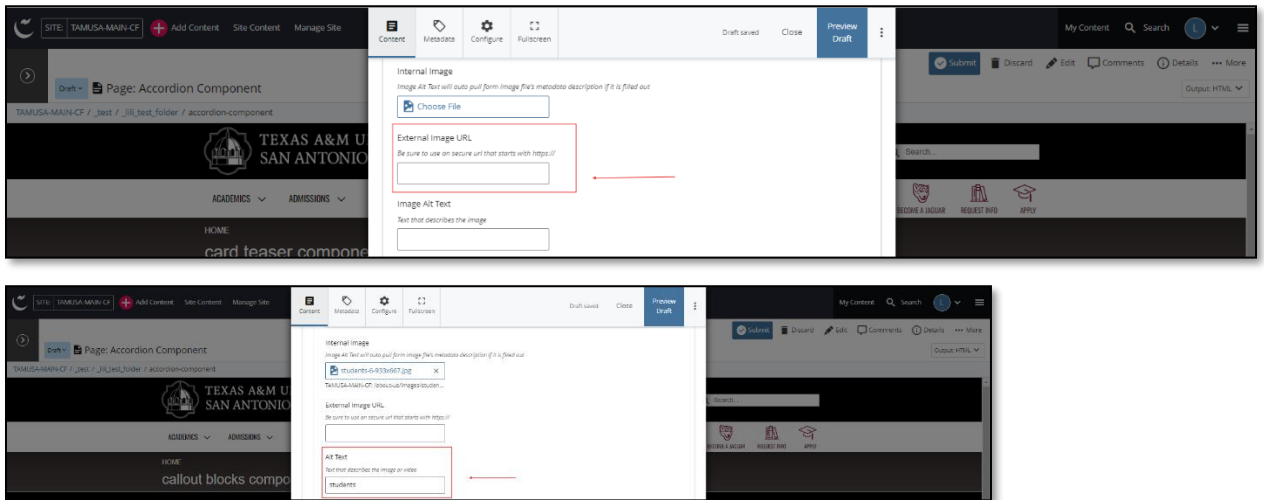 SITE: TAMUSA-MAIN-CF Add Content Site Content Manage Site
Content Metadata Configure Fullscreen
Draft saved Close Preview Draft
My Content Search L
Submit Discard Edit Comments Details More
Draft Page: Accordion Component
Output: HTML
TAMUSA-MAIN-CF / _test / _lili_test_folder / accordion-component
TEXAS A&M U
SAN ANTONIO
Search...
ACADEMICS ADMISSIONS
BECOME A JAGUAR REQUEST INFO APPLY
HOME
card teaser compone
Internal Image
Image Alt Text will auto pull form image file's metadata description if it is filled out
Choose File
External Image URL
Be sure to use an secure url that starts with https://
Image Alt Text
Text that describes the image
SITE: TAMUSA-MAIN-CF Add Content Site Content Manage Site
Content Metadata Configure Fullscreen
Draft saved Close Preview Draft
My Content Search L
Submit Discard Edit Comments Details More
Draft Page: Accordion Component
Output: HTML
TAMUSA-MAIN-CF / _test / _lili_test_folder / accordion-component
TEXAS A&M U
SAN ANTONIO
Search...
ACADEMICS ADMISSIONS
BECOME A JAGUAR REQUEST INFO APPLY
HOME
callout blocks compo
Internal Image
Image Alt Text will auto pull form image file's metadata description if it is filled out
students-6-933x667.jpg ×
TAMUSA-MAIN-CF: /about-us/images/studen...
External Image URL
Be sure to use an secure url that starts with https://
Alt Text
Text that describes the image or video
students